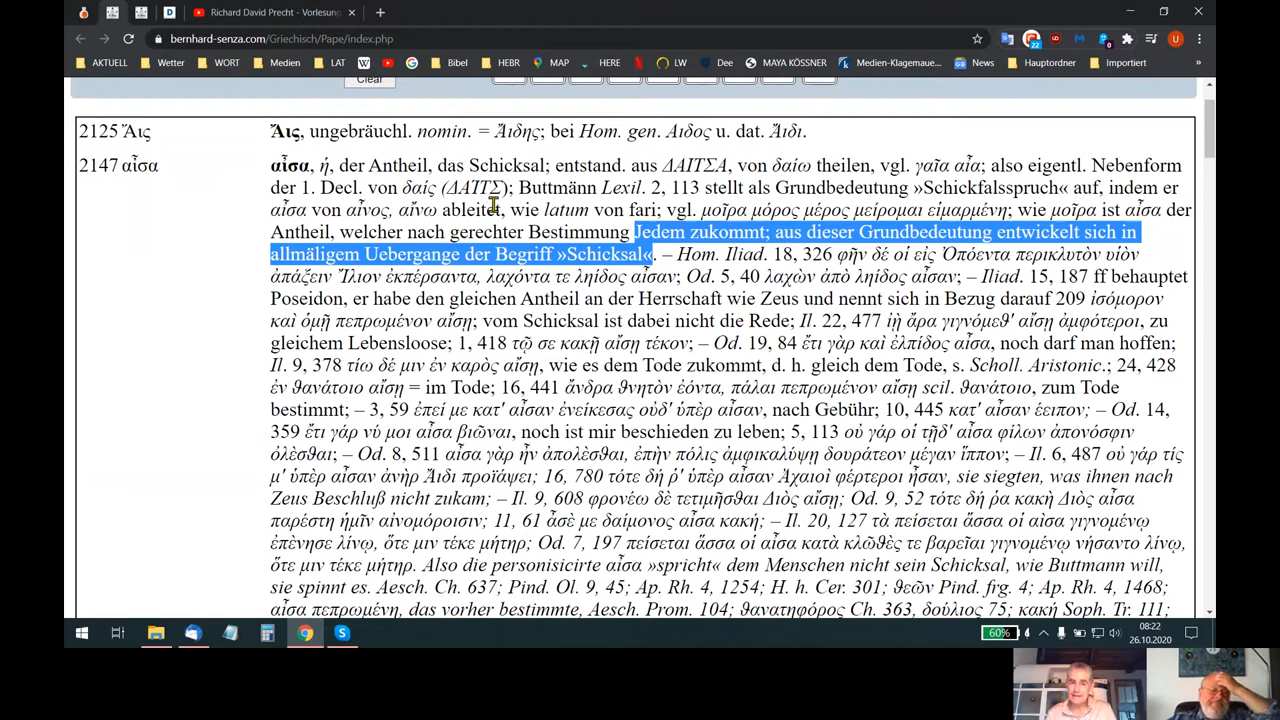 Richard David Precht - Vorlesung
bernhard-senza.com/Griechisch/Pape/index.php
22
0
U
AKTUELL Wetter WORT Medien LAT Bibel HEBR MAP HERE LW Dee MAYA KÖSSNER Medien-Klagemaue... News Hauptordner Importiert
Clear
2125 Ἄις Ἄις, ungebräuchl. nomin. = Ἄιδης; bei Hom. gen. Αιδος u. dat. Ἄιδι.
2147 αἶσα αἶσα, ἡ, der Antheil, das Schicksal; entstand. aus ΔΑΙΤΣΑ, von δαίω theilen, vgl. γαῖα αἶα; also eigentl. Nebenform
der 1. Decl. von δαίς (ΔΑΙΤΣ); Buttmänn Lexil. 2, 113 stellt als Grundbedeutung »Schickfalsspruch« auf, indem er
αἶσα von αἶνος, αἴνω ableitet, wie latum von fari; vgl. μοῖρα μόρος μέρος μείρομαι εἱμαρμένη; wie μοῖρα ist αἶσα der
Antheil, welcher nach gerechter Bestimmung Jedem zukommt; aus dieser Grundbedeutung entwickelt sich in
allmäligem Uebergange der Begriff »Schicksal«. – Hom. Iliad. 18, 326 φῆν δέ οἱ εἰς Ὀπόεντα περικλυτὸν υἱὸν
ἀπάξειν Ἴλιον ἐκπέρσαντα, λαχόντα τε ληίδος αἶσαν; Od. 5, 40 λαχὼν ἀπὸ ληίδος αἶσαν; – Iliad. 15, 187 ff behauptet
Poseidon, er habe den gleichen Antheil an der Herrschaft wie Zeus und nennt sich in Bezug darauf 209 ἰσόμορον
καὶ ὁμῇ πεπρωμένον αἴσῃ; vom Schicksal ist dabei nicht die Rede; Il. 22, 477 ἰῇ ἄρα γιγνόμεθ' αἴσῃ ἀμφότεροι, zu
gleichem Lebensloose; 1, 418 τῷ σε κακῇ αἴσῃ τέκον; – Od. 19, 84 ἔτι γὰρ καὶ ἐλπίδος αἶσα, noch darf man hoffen;
Il. 9, 378 τίω δέ μιν ἐν καρὸς αἴσῃ, wie es dem Tode zukommt, d. h. gleich dem Tode, s. Scholl. Aristonic.; 24, 428
ἐν θανάτοιο αἴσῃ = im Tode; 16, 441 ἄνδρα θνητὸν ἐόντα, πάλαι πεπρωμένον αἴσῃ scil. θανάτοιο, zum Tode
bestimmt; – 3, 59 ἐπεί με κατ' αἶσαν ἐνείκεσας οὐδ' ὑπὲρ αἶσαν, nach Gebühr; 10, 445 κατ' αἶσαν ἔειπον; – Od. 14,
359 ἔτι γάρ νύ μοι αἶσα βιῶναι, noch ist mir beschieden zu leben; 5, 113 οὐ γάρ οἱ τῇδ' αἶσα φίλων ἀπονόσφιν
ὀλέσθαι; – Od. 8, 511 αἶσα γὰρ ἦν ἀπολέσθαι, ἐπὴν πόλις ἀμφικαλύψῃ δουράτεον μέγαν ἵππον; – Il. 6, 487 οὐ γάρ τίς
μ' ὑπὲρ αἶσαν ἀνὴρ Ἄιδι προϊάψει; 16, 780 τότε δή ῥ' ὑπὲρ αἶσαν Ἀχαιοὶ φέρτεροι ἦσαν, sie siegten, was ihnen nach
Zeus Beschluß nicht zukam; – Il. 9, 608 φρονέω δὲ τετιμῆσθαι Διὸς αἴσῃ; Od. 9, 52 τότε δή ῥα κακὴ Διὸς αἶσα
παρέστη ἡμῖν αἰνομόροισιν; 11, 61 ἆσέ με δαίμονος αἶσα κακή; – Il. 20, 127 τὰ πείσεται ἅσσα οἱ αἶσα γιγνομένῳ
ἐπένησε λίνῳ, ὅτε μιν τέκε μήτηρ; Od. 7, 197 πείσεται ἅσσα οἱ αἶσα κατὰ κλῶθές τε βαρεῖαι γιγνομένῳ νήσαντο λίνῳ,
ὅτε μιν τέκε μήτηρ. Also die personisicirte αἶσα »spricht« dem Menschen nicht sein Schicksal, wie Buttmann will,
sie spinnt es. Aesch. Ch. 637; Pind. Ol. 9, 45; Ap. Rh. 4, 1254; H. h. Cer. 301; θεῶν Pind. frg. 4; Ap. Rh. 4, 1468;
αἶσα πεπρωμένη, das vorher bestimmte, Aesch. Prom. 104; θανατηφόρος Ch. 363, δούλιος 75; κακή Soph. Tr. 111;
60%
08:22
26.10.2020